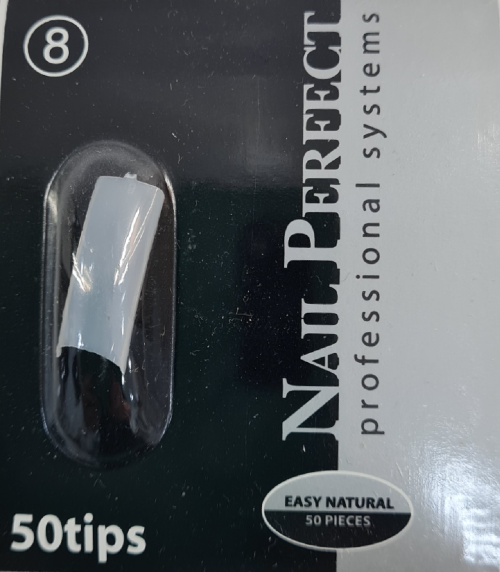 8
NAIL PERFECT
professional systems
EASY NATURAL
50 PIECES
50tips